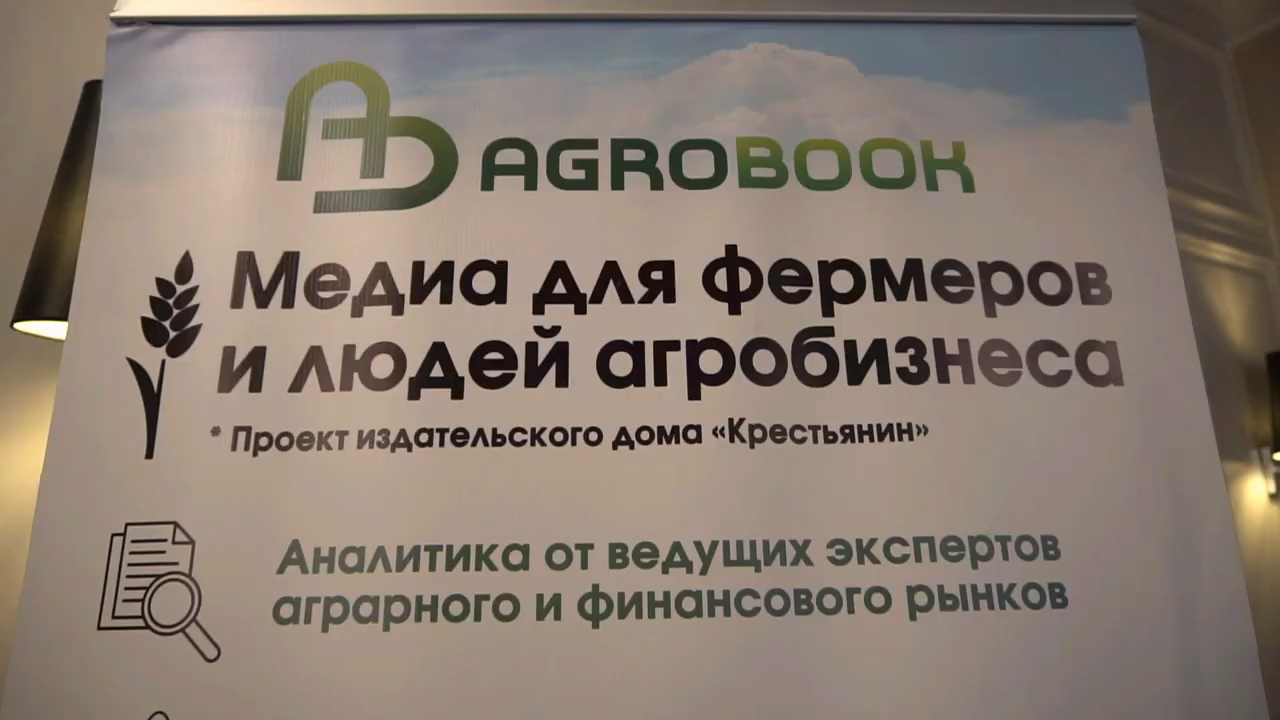 AGROBOOK
Медиа для фермеров
и людей агробизнеса
* Проект издательского дома «Крестьянин»
Аналитика от ведущих экспертов
аграрного и финансового рынков